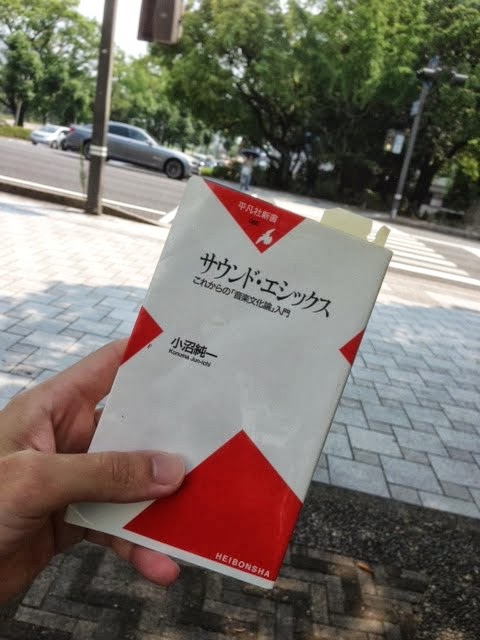 平凡社新書
サウンド・エシックス
これからの「音楽文化論」入門
小沼純一
Konuma Jun-ichi
HEIBONSHA